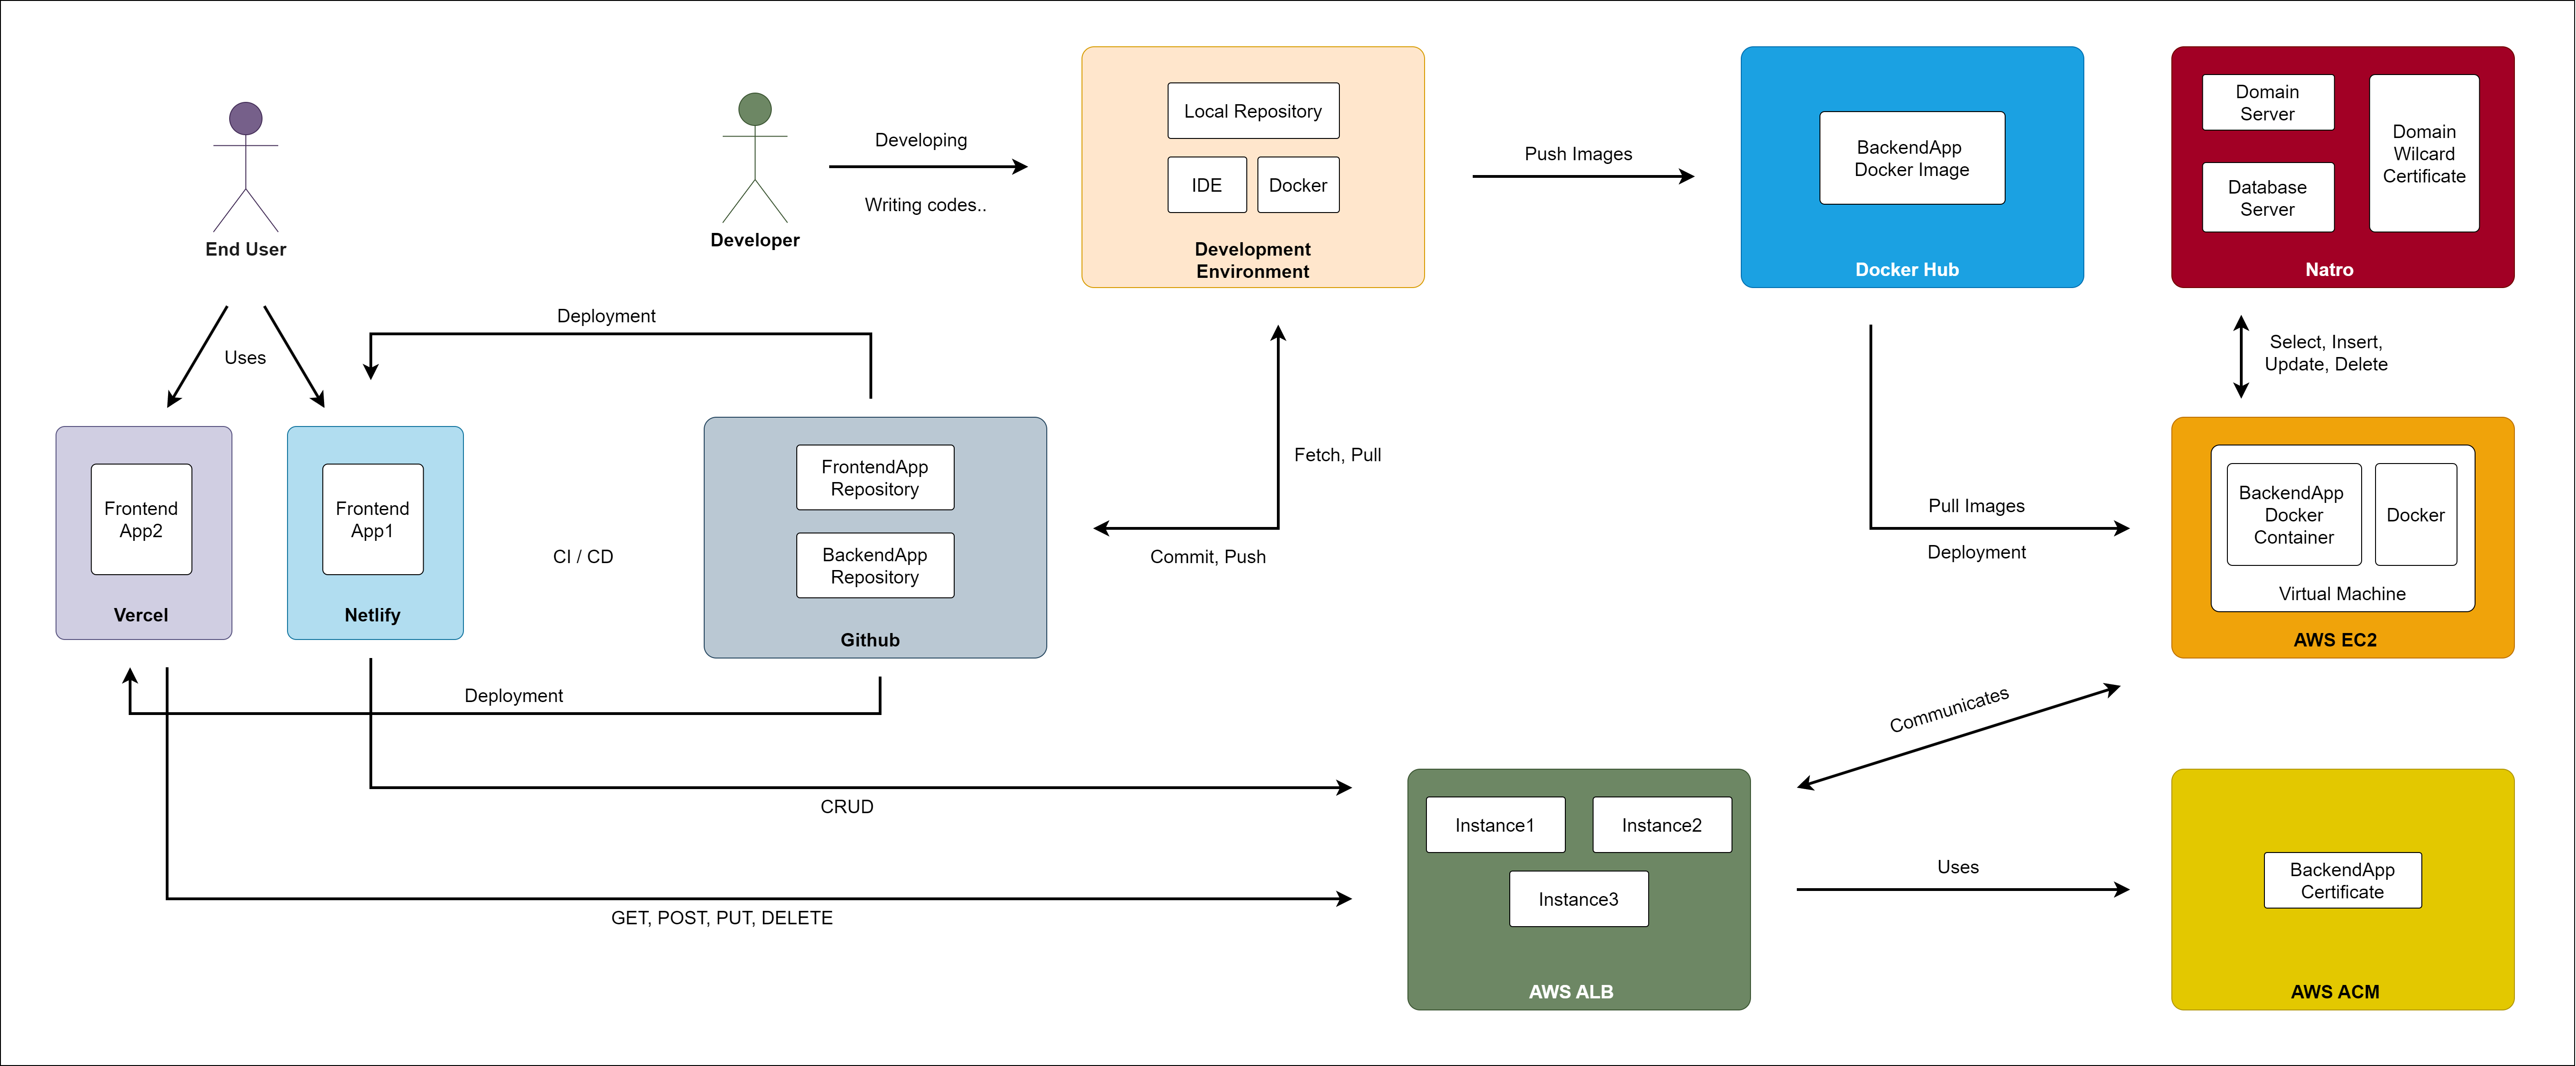 End User
Uses
Developer
Developing
Writing codes..
Local Repository
IDE
Docker
Development
Environment
Push Images
BackendApp
Docker Image
Docker Hub
Domain
Server
Database
Server
Domain
Wilcard
Certificate
Natro
Select, Insert,
Update, Delete
Deployment
Frontend
App2
Vercel
Frontend
App1
Netlify
CI / CD
FrontendApp
Repository
BackendApp
Repository
Github
Fetch, Pull
Commit, Push
Pull Images
Deployment
BackendApp
Docker
Container
Docker
Virtual Machine
AWS EC2
Deployment
Communicates
CRUD
GET, POST, PUT, DELETE
Instance1
Instance2
Instance3
AWS ALB
Uses
BackendApp
Certificate
AWS ACM